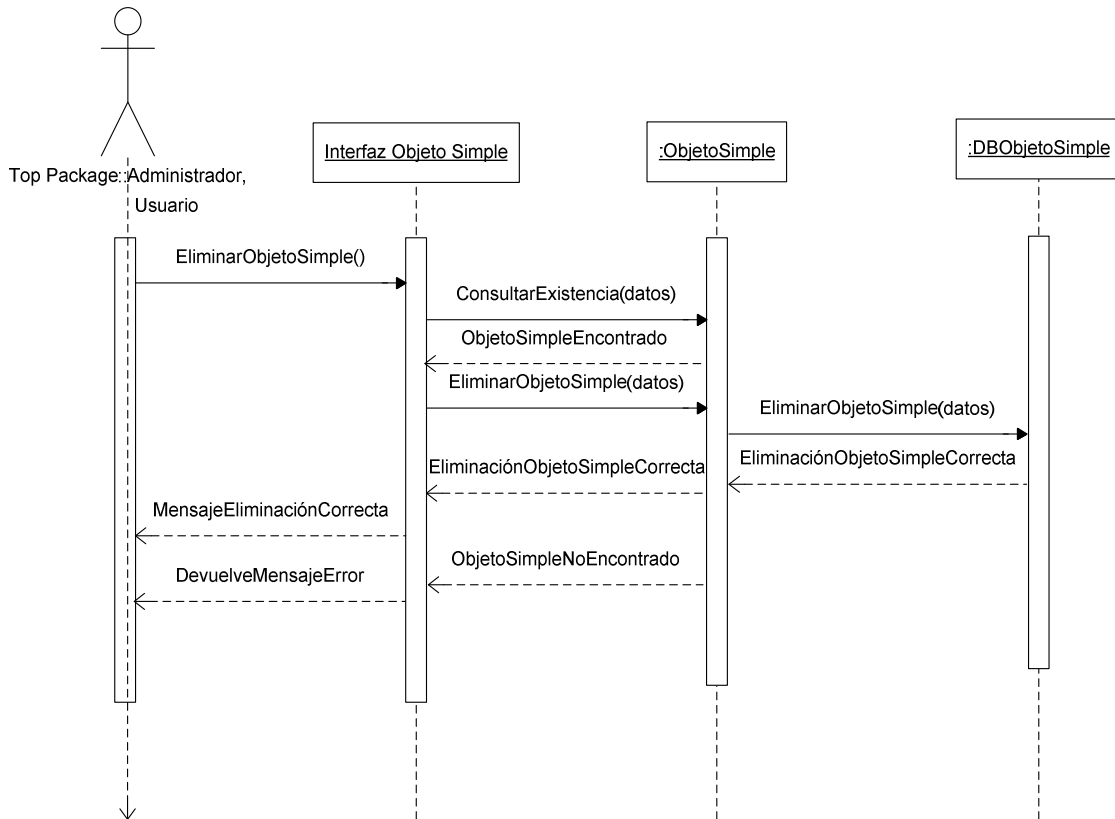 Interfaz Objeto Simple
:ObjetoSimple
:DBObjetoSimple
Top Package::Administrador,
Usuario
EliminarObjetoSimple()
ConsultarExistencia(datos)
ObjetoSimpleEncontrado
EliminarObjetoSimple(datos)
EliminarObjetoSimple(datos)
EliminaciónObjetoSimpleCorrecta
EliminaciónObjetoSimpleCorrecta
MensajeEliminaciónCorrecta
ObjetoSimpleNoEncontrado
DevuelveMensajeError